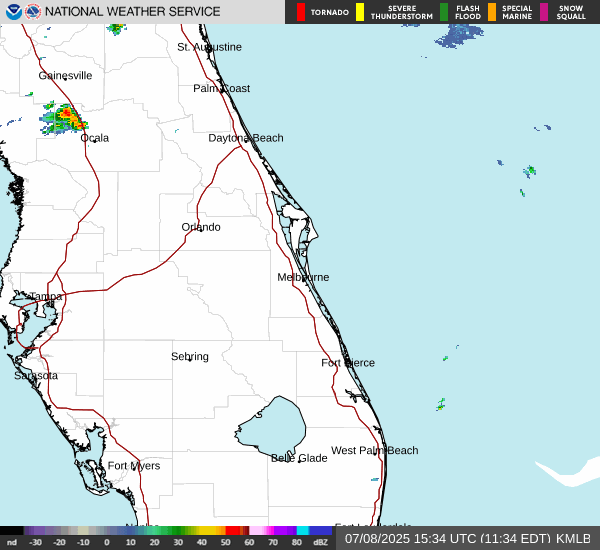 NATIONAL WEATHER SERVICE
TORNADO
SEVERE THUNDERSTORM
FLASH FLOOD
SPECIAL MARINE
SNOW SQUALL
St. Augustine
Gainesville
Palm Coast
Ocala
Daytona Beach
Orlando
Melbourne
Tampa
Sebring
Fort Pierce
Sarasota
West Palm Beach
Belle Glade
Fort Myers
nd -30 -20 -10 0 10 20 30 40 50 60 70 80 dBZ
07/08/2025 15:34 UTC (11:34 EDT) KMLB